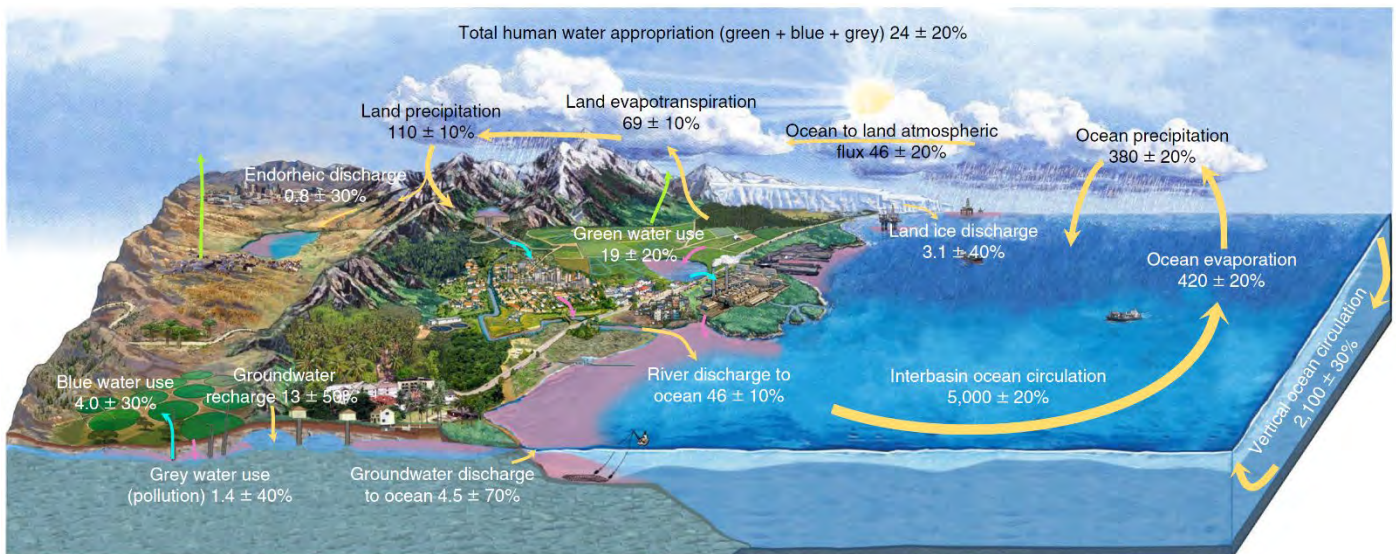 Total human water appropriation (green + blue + grey) 24 ± 20%
Land precipitation
110 ± 10%
Land evapotranspiration
69 ± 10%
Ocean to land atmospheric
flux 46 ± 20%
Ocean precipitation
380 ± 20%
Endorheic discharge
0.8 ± 30%
Green water use
19 ± 20%
Land ice discharge
3.1 ± 40%
Ocean evaporation
420 ± 20%
Vertical ocean circulation
2,100 ± 30%
Blue water use
4.0 ± 30%
Groundwater
recharge 13 ± 50%
River discharge to
ocean 46 ± 10%
Interbasin ocean circulation
5,000 ± 20%
Grey water use
(pollution) 1.4 ± 40%
Groundwater discharge
to ocean 4.5 ± 70%